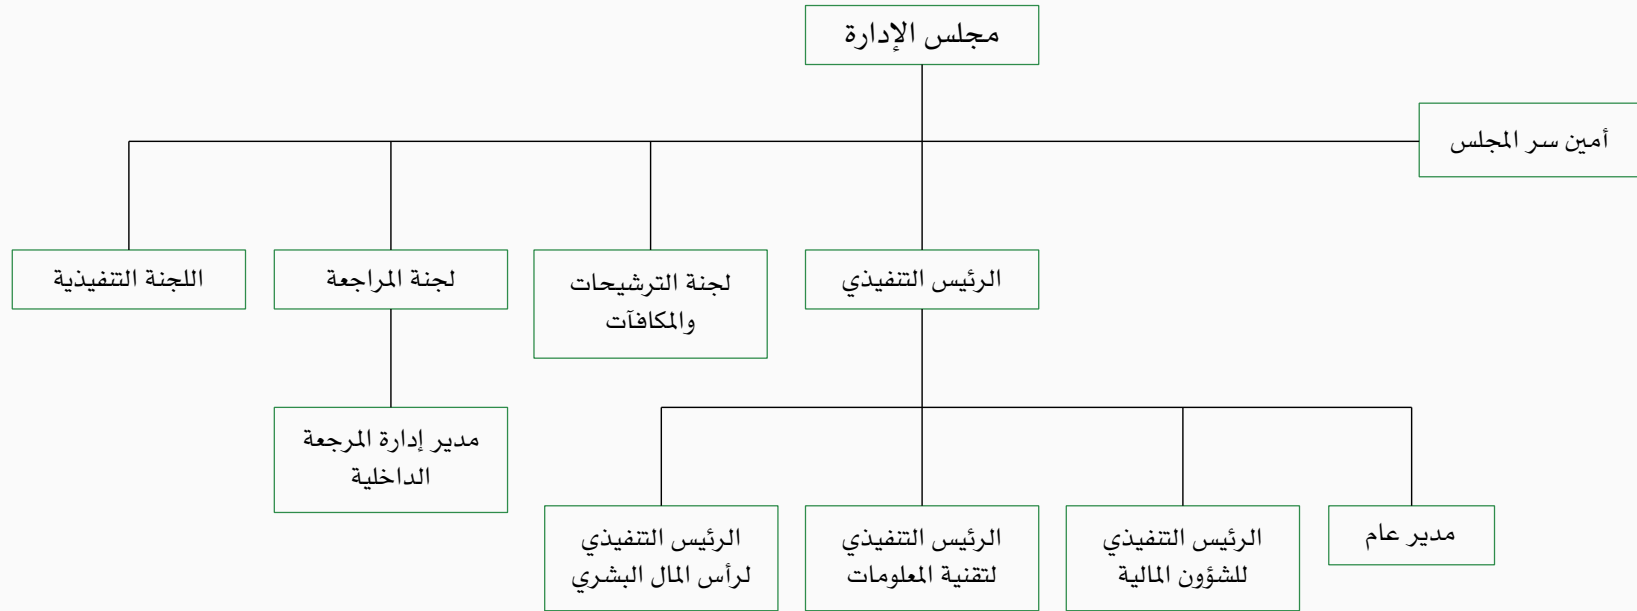 مجلس الإدارة
أمين سر المجلس
الرئيس التنفيذي
لجنة الترشيحات
والمكافآت
لجنة المراجعة
اللجنة التنفيذية
مدير إدارة المرجعة
الداخلية
مدير عام
الرئيس التنفيذي
للشؤون المالية
الرئيس التنفيذي
لتقنية المعلومات
الرئيس التنفيذي
لرأس المال البشري